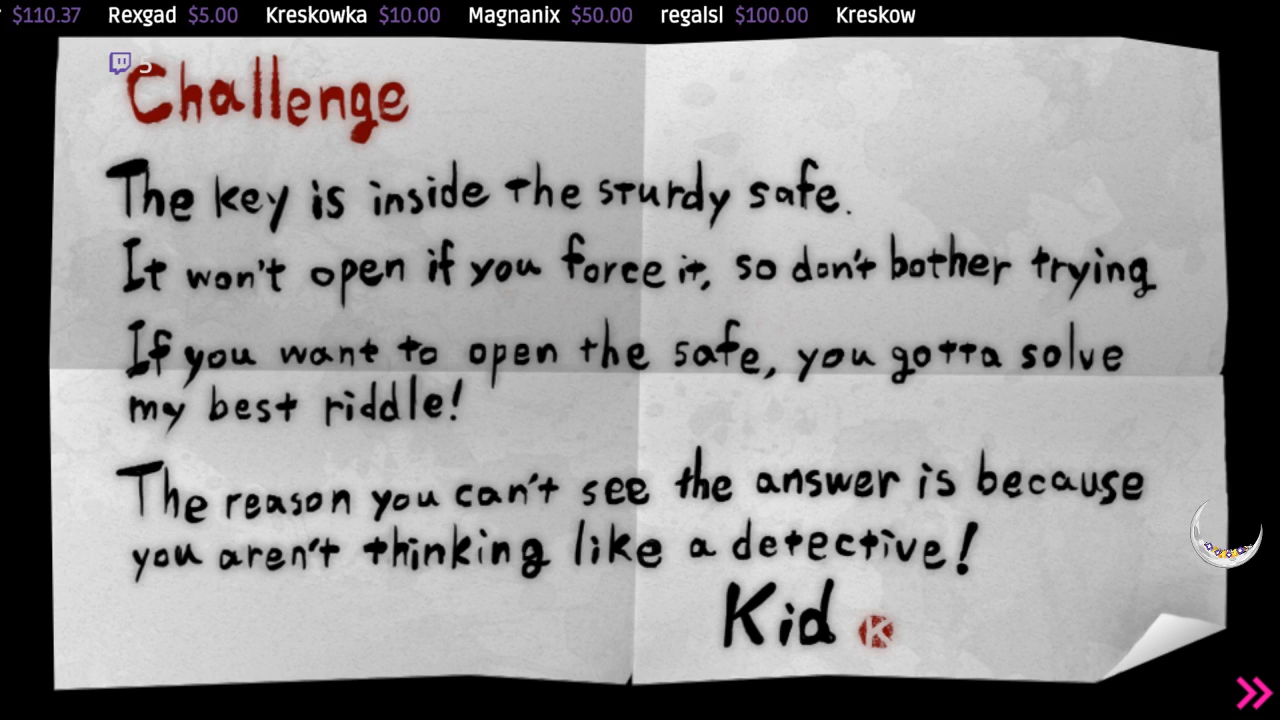 $110.37 Rexgad $5.00 Kreskowka $10.00 Magnanix $50.00 regalsl $100.00 Kreskow
Challenge
The key is inside the sturdy safe.
It won't open if you force it, so don't bother trying
If you want to open the safe, you gotta solve
my best riddle!
The reason you can't see the answer is because
you aren't thinking like a detective!
Kid K